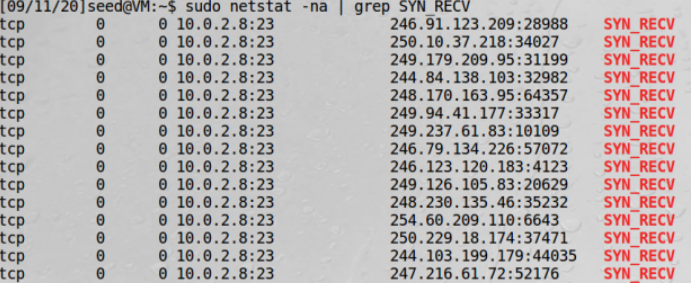 [09/11/20]seed@VM:~$ sudo netstat -na | grep SYN_RECV
tcp 0 0 10.0.2.8:23 246.91.123.209:28988 SYN_RECV
tcp 0 0 10.0.2.8:23 250.10.37.218:34027 SYN_RECV
tcp 0 0 10.0.2.8:23 249.179.209.95:31199 SYN_RECV
tcp 0 0 10.0.2.8:23 244.84.138.103:32982 SYN_RECV
tcp 0 0 10.0.2.8:23 248.170.163.95:64357 SYN_RECV
tcp 0 0 10.0.2.8:23 249.94.41.177:33317 SYN_RECV
tcp 0 0 10.0.2.8:23 249.237.61.83:10109 SYN_RECV
tcp 0 0 10.0.2.8:23 246.79.134.226:57072 SYN_RECV
tcp 0 0 10.0.2.8:23 246.123.120.183:4123 SYN_RECV
tcp 0 0 10.0.2.8:23 249.126.105.83:20629 SYN_RECV
tcp 0 0 10.0.2.8:23 248.230.135.46:35232 SYN_RECV
tcp 0 0 10.0.2.8:23 254.60.209.110:6643 SYN_RECV
tcp 0 0 10.0.2.8:23 250.229.18.174:37471 SYN_RECV
tcp 0 0 10.0.2.8:23 244.103.199.179:44035 SYN_RECV
tcp 0 0 10.0.2.8:23 247.216.61.72:52176 SYN_RECV